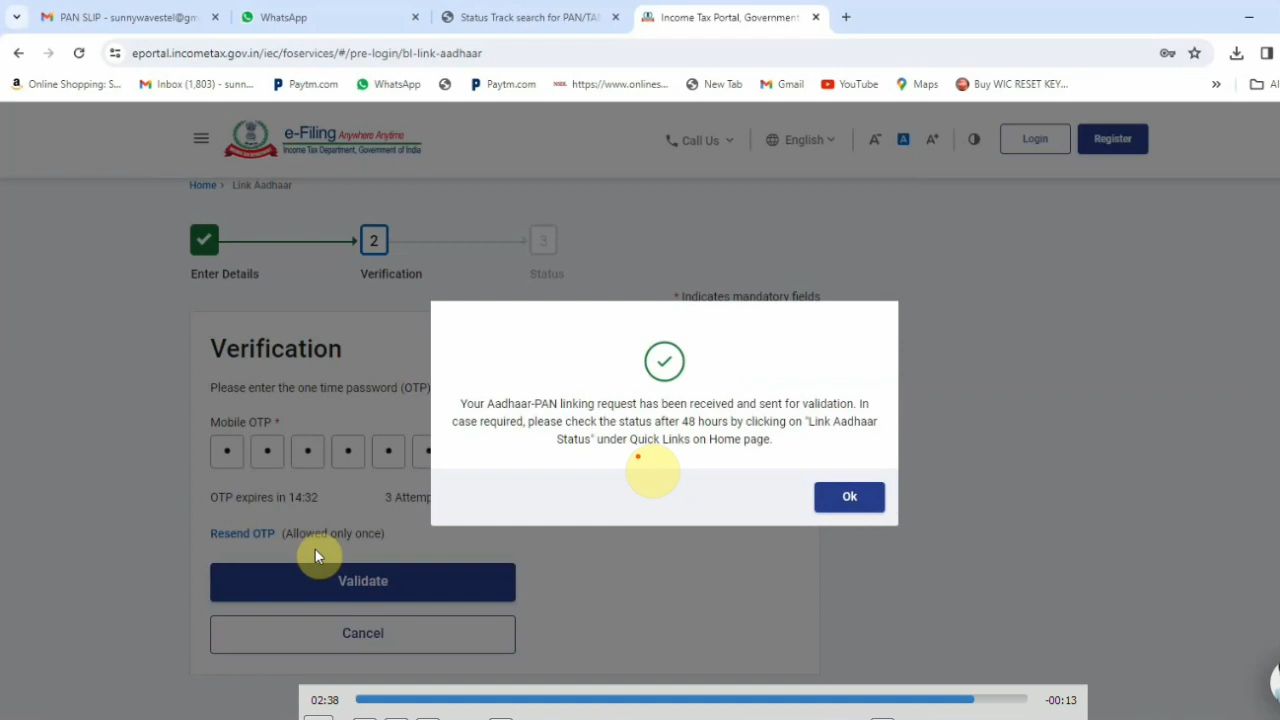 PAN SLIP - sunnywavestel@gm
WhatsApp
Status Track search for PAN/TA
Income Tax Portal, Government
eportal.incometax.gov.in/iec/foservices/#/pre-login/bl-link-aadhaar
Online Shopping: S...
Inbox (1,803) - sunn...
Paytm.com
WhatsApp
Paytm.com
NSDL https://www.onlines...
New Tab
Gmail
YouTube
Maps
Buy WIC RESET KEY...
»
e-Filing Anywhere Anytime
Income Tax Department, Government of India
Call Us
English
A-
A
A+
Login
Register
Home › Link Aadhaar
2
3
Enter Details
Verification
Status
* Indicates mandatory fields
Verification
Please enter the one time password (OTP)
Mobile OTP *
OTP expires in 14:32
3 Attemp
Resend OTP (Allowed only once)
Validate
Cancel
Your Aadhaar-PAN linking request has been received and sent for validation. In
case required, please check the status after 48 hours by clicking on "Link Aadhaar
Status" under Quick Links on Home page.
Ok
02:38
-00:13